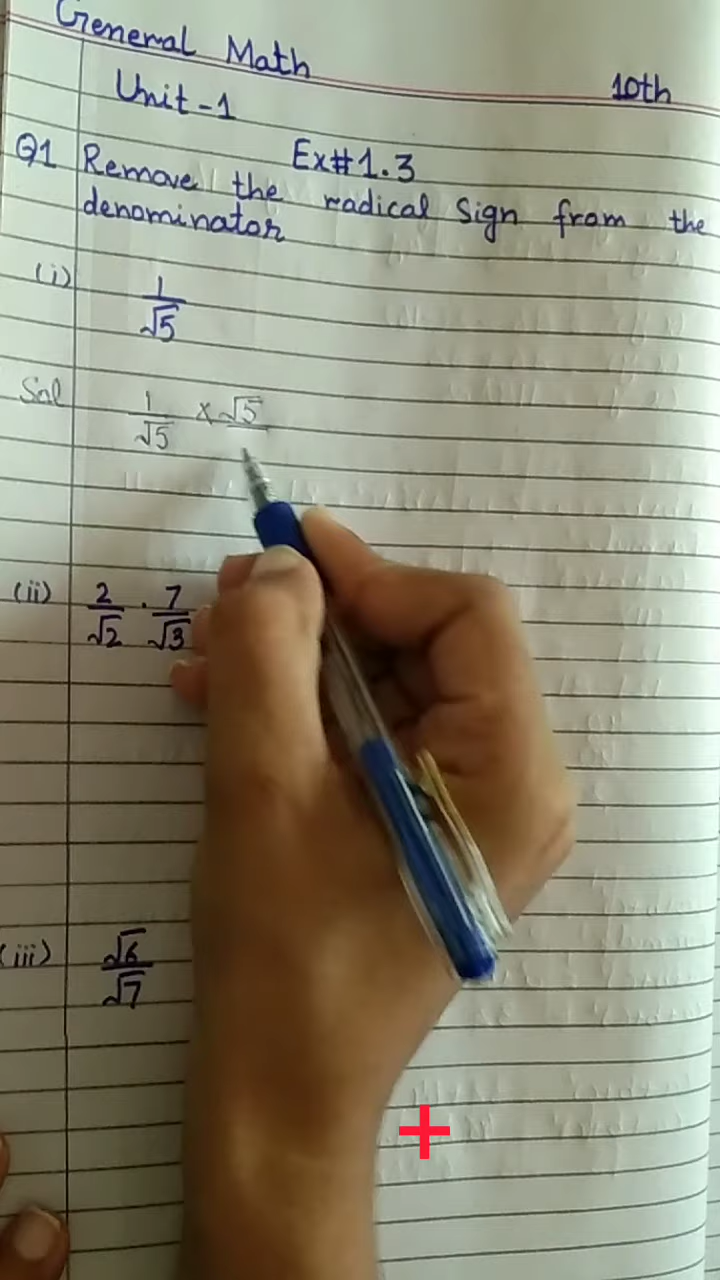 General Math
10th
Unit-1
Ex#1.3
Q1 Remove the radical Sign from the
denominator
(i) 1/√5
Sol 1/√5 × √5
(ii) 2/√2 · 7/√3
(iii) √6/√7